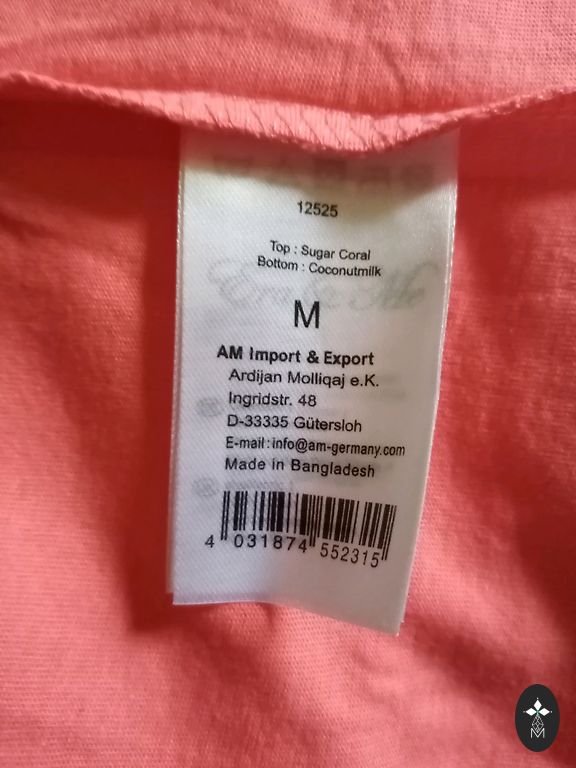 12525
Top : Sugar Coral
Bottom : Coconutmilk
M
AM Import & Export
Ardijan Molliqaj e.K.
Ingridstr. 48
D-33335 Gütersloh
E-mail : info@am-germany.com
Made in Bangladesh
4 031874 552315
M